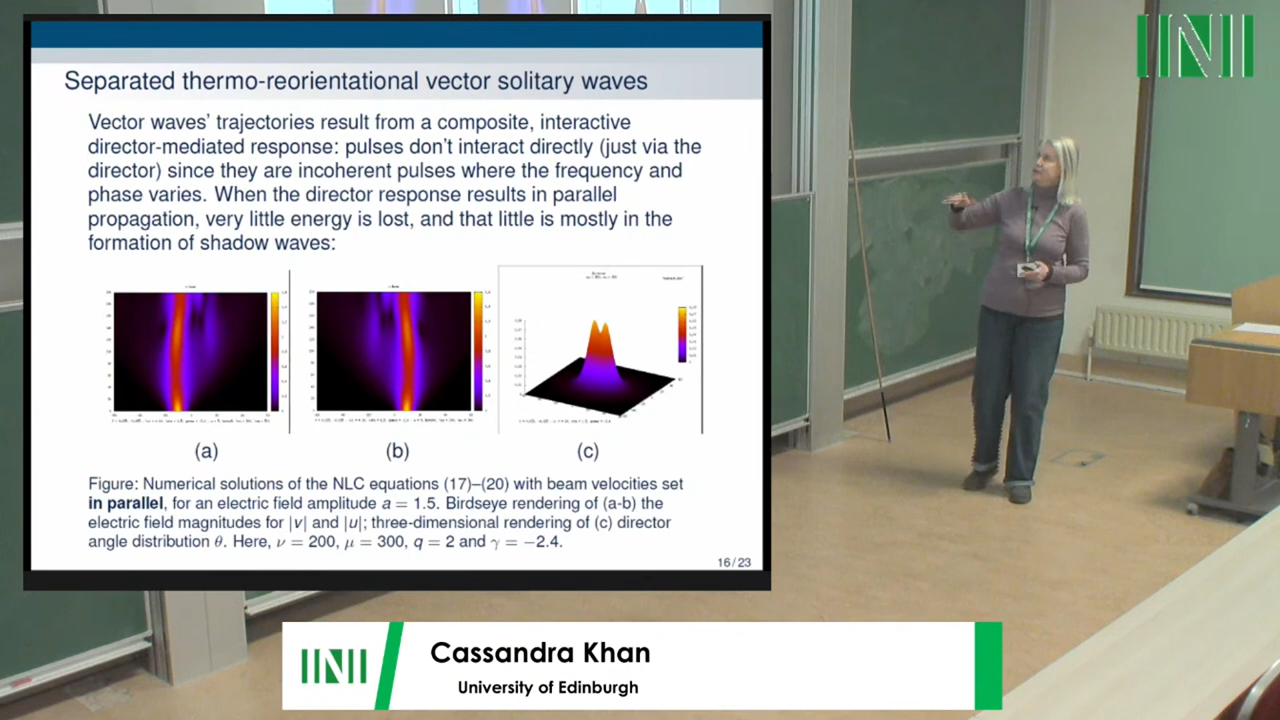 INI
Separated thermo-reorientational vector solitary waves
Vector waves' trajectories result from a composite, interactive
director-mediated response: pulses don't interact directly (just via the
director) since they are incoherent pulses where the frequency and
phase varies. When the director response results in parallel
propagation, very little energy is lost, and that little is mostly in the
formation of shadow waves:
(a) (b) (c)
Figure: Numerical solutions of the NLC equations (17)–(20) with beam velocities set
in parallel, for an electric field amplitude a = 1.5. Birdseye rendering of (a-b) the
electric field magnitudes for |v| and |u|; three-dimensional rendering of (c) director
angle distribution θ. Here, ν = 200, μ = 300, q = 2 and γ = −2.4.
16/23
INI
Cassandra Khan
University of Edinburgh